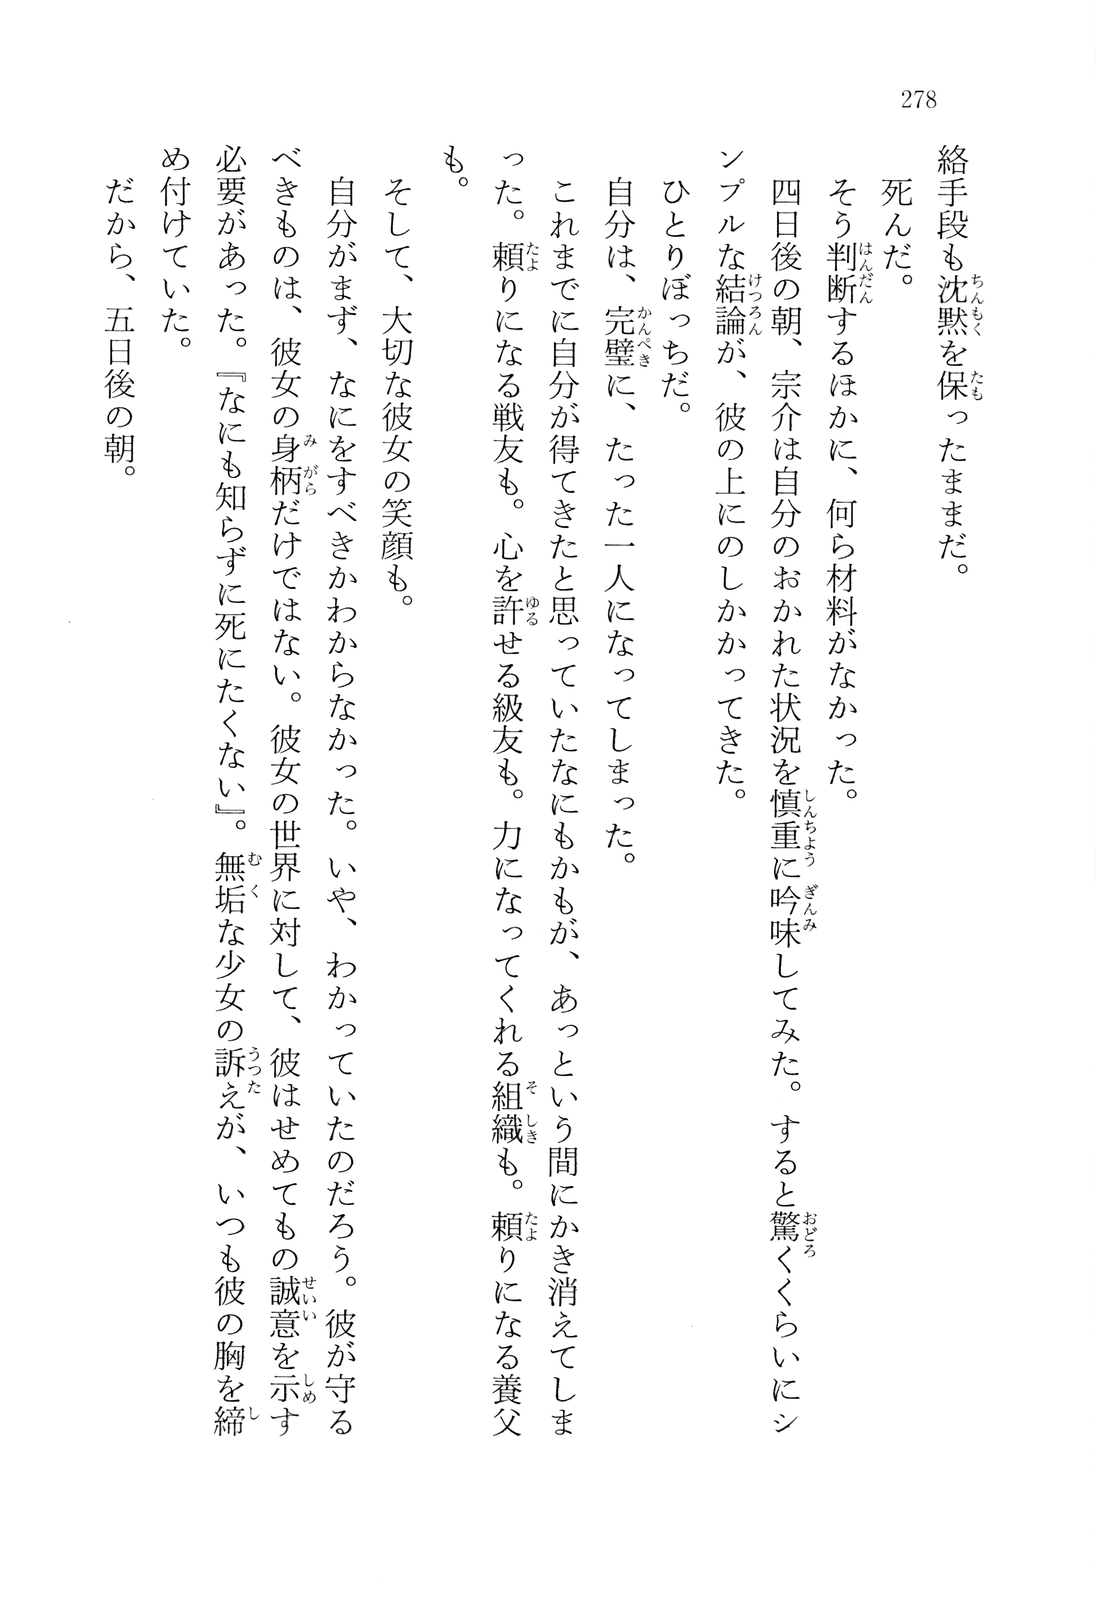 278
絡手段も沈黙を保ったままだ。
死んだ。
そう判断するほかに、何ら材料がなかった。
四日後の朝、宗介は自分のおかれた状況を慎重に吟味してみた。すると驚くくらいにシ
ンプルな結論が、彼の上にのしかかってきた。
ひとりぼっちだ。
自分は、完璧に、たった一人になってしまった。
これまでに自分が得てきたと思っていたなにもかもが、あっという間にかき消えてしま
った。頼りになる戦友も。心を許せる級友も。力になってくれる組織も。頼りになる養父
も。
そして、大切な彼女の笑顔も。
自分がまず、なにをすべきかわからなかった。いや、わかっていたのだろう。彼が守る
べきものは、彼女の身柄だけではない。彼女の世界に対して、彼はせめてもの誠意を示す
必要があった。『なにも知らずに死にたくない』。無垢な少女の訴えが、いつも彼の胸を締
め付けていた。
だから、五日後の朝。